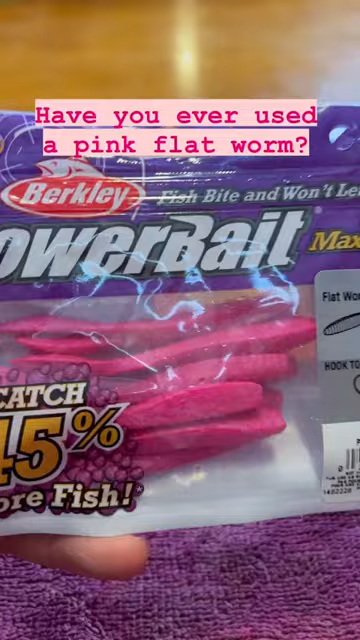 Have you ever used
a pink flat worm?
Berkley
Fish Bite and Won't Le
owerBait
Max
Flat Wor
HOOK TO
CATCH
45%
ore Fish!